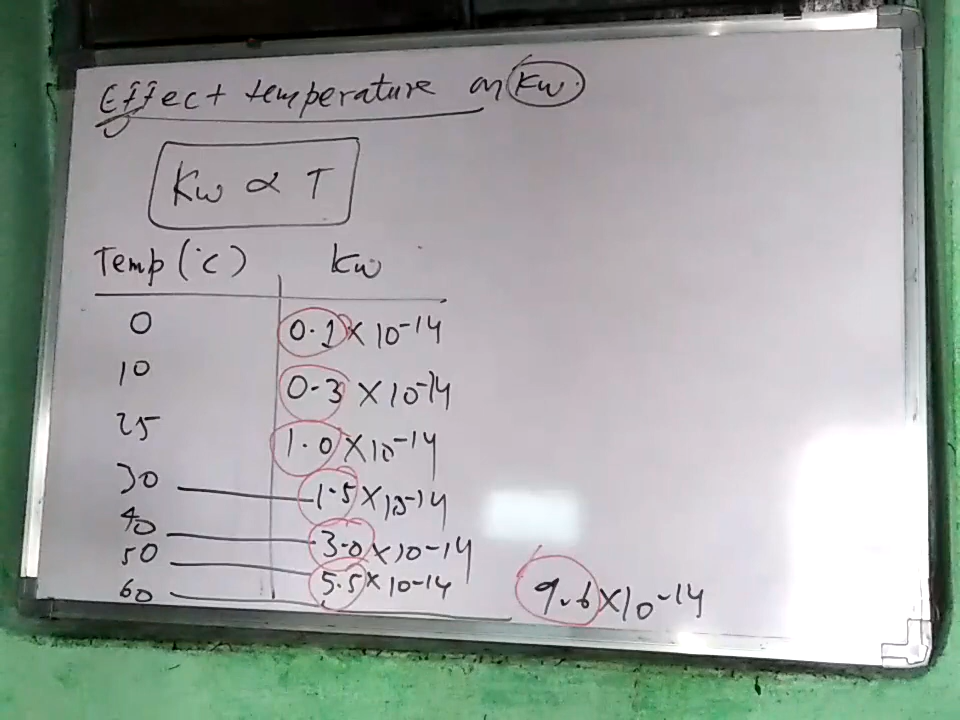 Effect temperature on Kw.
Kw ∝ T
Temp (°C) Kw
0 0.1 × 10-14
10 0.3 × 10-14
25 1.0 × 10-14
30 1.5 × 10-14
40 3.0 × 10-14
50 5.5 × 10-14
60 9.6 × 10-14